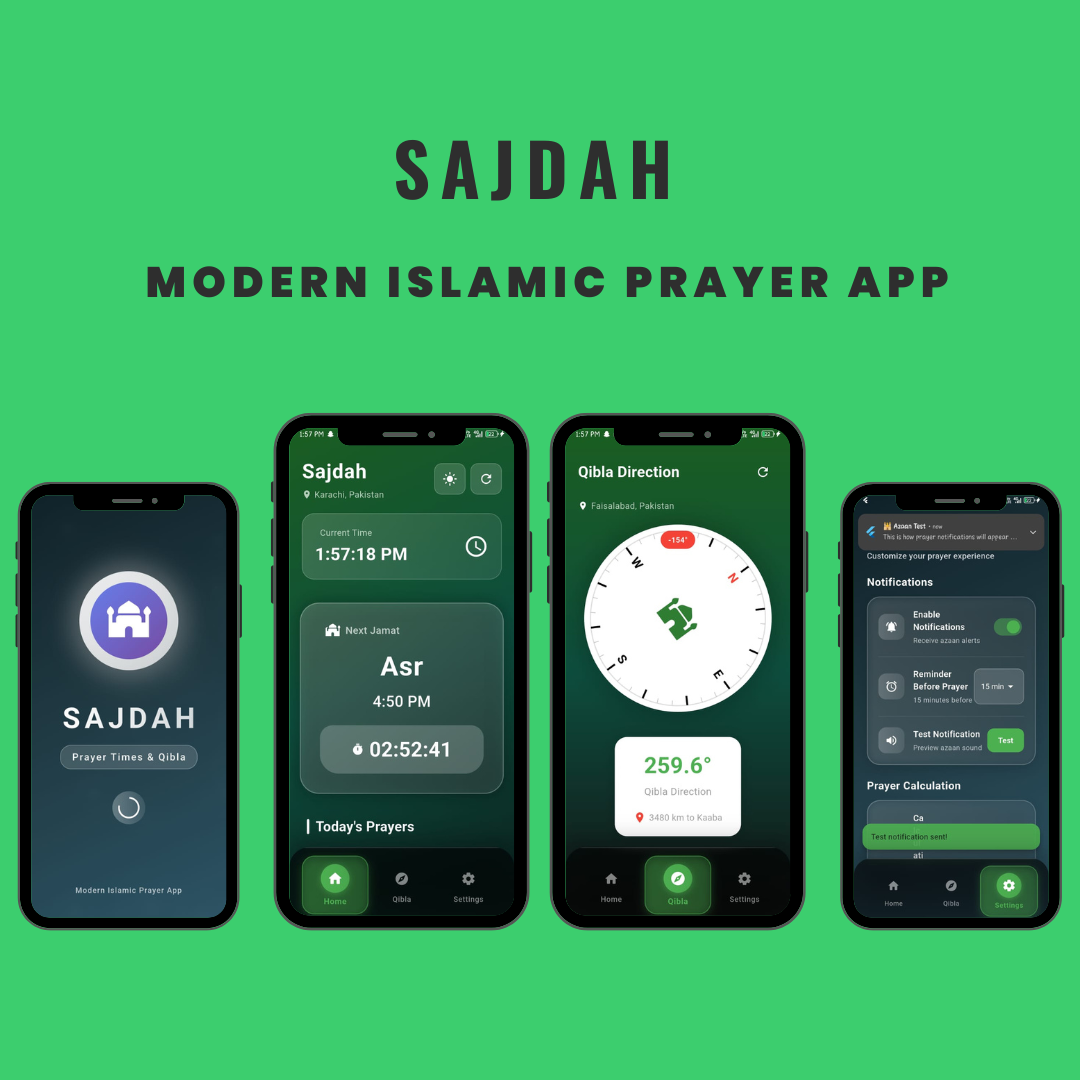 SAJDAH
MODERN ISLAMIC PRAYER APP
SAJDAH
Prayer Times & Qibla
Modern Islamic Prayer App
1:57 PM
Sajdah
Karachi, Pakistan
Current Time
1:57:18 PM
Next Jamat
Asr
4:50 PM
02:52:41
Today's Prayers
Home
Qibla
Settings
1:57 PM
Qibla Direction
Faisalabad, Pakistan
-154°
N
W
S
E
259.6°
Qibla Direction
3480 km to Kaaba
Home
Qibla
Settings
Azaan Test • now
This is how prayer notifications will appear ...
Customize your prayer experience
Notifications
Enable
Notifications
Receive azaan alerts
Reminder
Before Prayer
15 minutes before
15 min
Test Notification
Preview azaan sound
Test
Prayer Calculation
Ca
Test notification sent!
ati
Home
Qibla
Settings